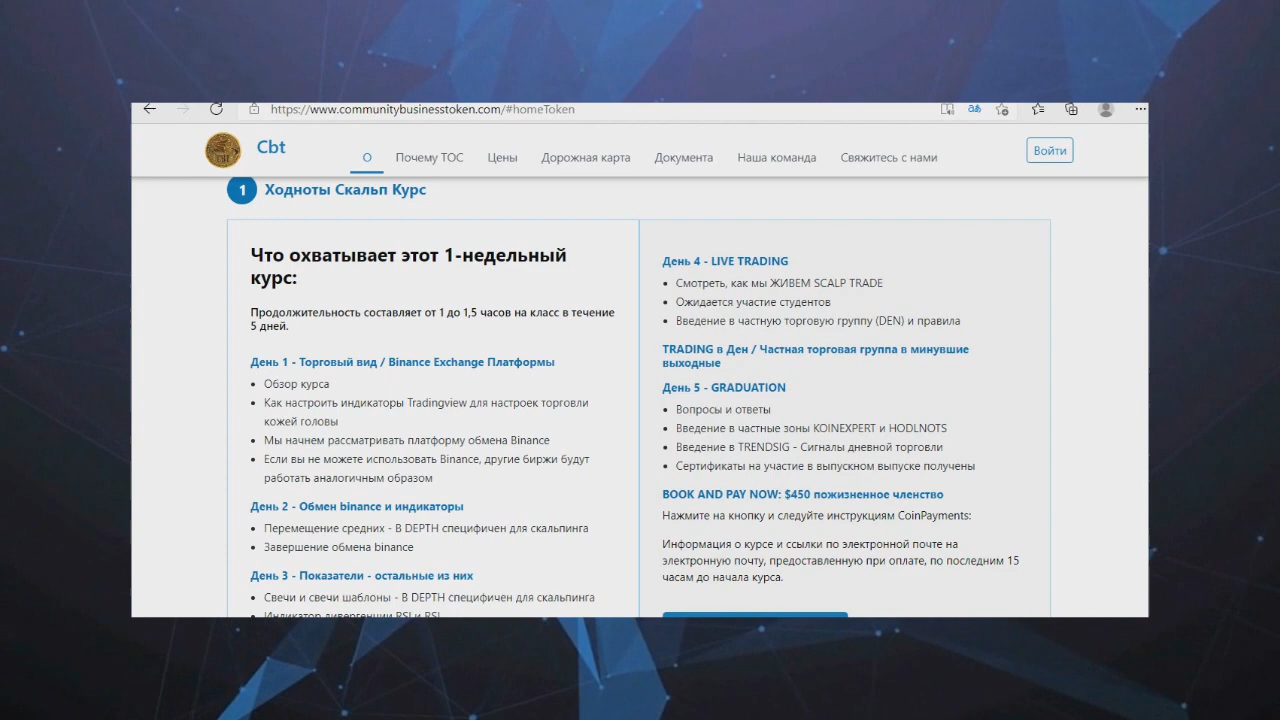 https://www.communitybusinesstoken.com/#homeToken
Cbt
О
Почему ТОС
Цены
Дорожная карта
Документа
Наша команда
Свяжитесь с нами
Войти
1 Ходноты Скальп Курс
Что охватывает этот 1-недельный
курс:
Продолжительность составляет от 1 до 1,5 часов на класс в течение
5 дней.
День 1 - Торговый вид / Binance Exchange Платформы
Обзор курса
Как настроить индикаторы Tradingview для настроек торговли
кожей головы
Мы начнем рассматривать платформу обмена Binance
Если вы не можете использовать Binance, другие биржи будут
работать аналогичным образом
День 2 - Обмен binance и индикаторы
Перемещение средних - В DEPTH специфичен для скальпинга
Завершение обмена binance
День 3 - Показатели - остальные из них
Свечи и свечи шаблоны - В DEPTH специфичен для скальпинга
Индикатор дивергенции RSI и RSI
День 4 - LIVE TRADING
Смотреть, как мы ЖИВЕМ SCALP TRADE
Ожидается участие студентов
Введение в частную торговую группу (DEN) и правила
TRADING в Ден / Частная торговая группа в минувшие
выходные
День 5 - GRADUATION
Вопросы и ответы
Введение в частные зоны KOINEXPERT и HODLNOTS
Введение в TRENDSIG - Сигналы дневной торговли
Сертификаты на участие в выпускном выпуске получены
BOOK AND PAY NOW: $450 пожизненное членство
Нажмите на кнопку и следуйте инструкциям CoinPayments:
Информация о курсе и ссылки по электронной почте на
электронную почту, предоставленную при оплате, по последним 15
часам до начала курса.